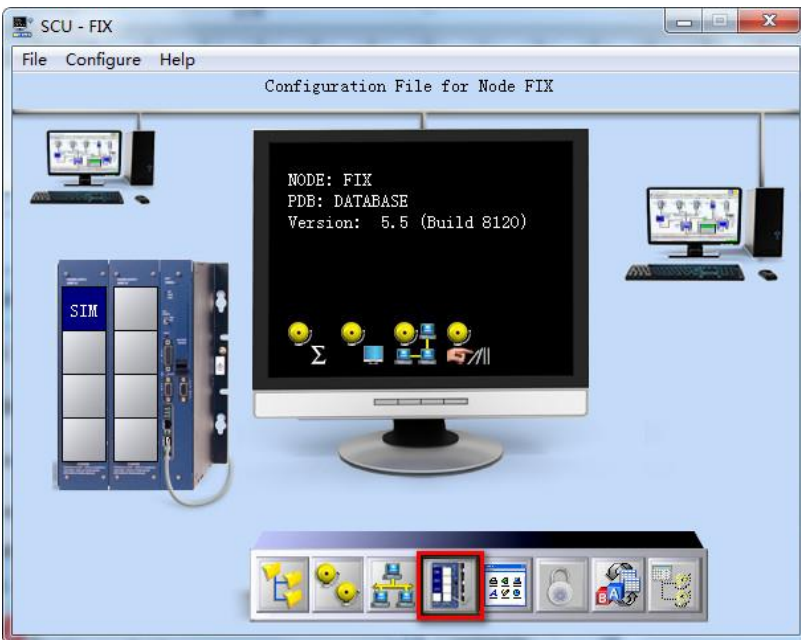 SCU - FIX
File Configure Help
Configuration File for Node FIX
NODE: FIX
PDB: DATABASE
Version: 5.5 (Build 8120)
SIM
Σ